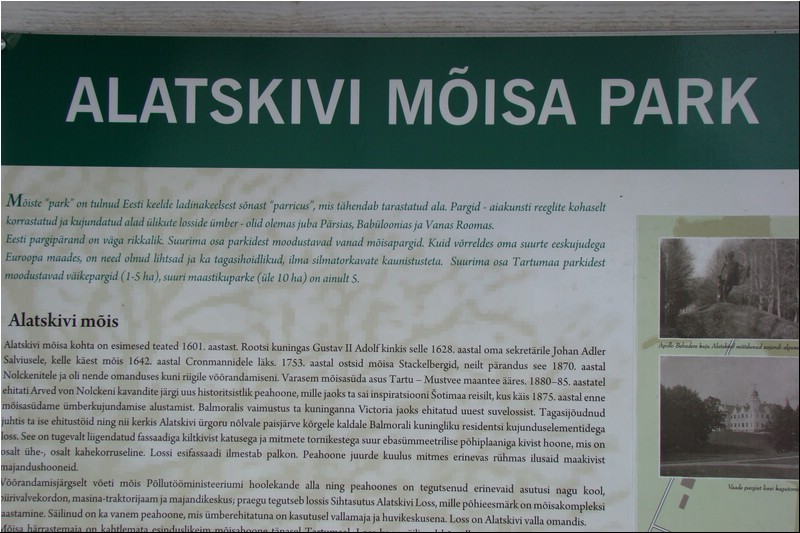 ALATSKIVI MÕISA PARK
Mõiste "park" on tulnud Eesti keelde ladinakeelsest sõnast "parricus", mis tähendab tarastatud ala. Pargid - aiakunsti reeglite kohaselt
korrastatud ja kujundatud alad ülikute losside ümber - olid olemas juba Pärsias, Babüloonias ja Vanas Roomas.
Eesti pargipärand on väga rikkalik. Suurima osa parkidest moodustavad vanad mõisapargid. Kuid võrreldes oma suurte eeskujudega
Euroopa maades, on need olnud lihtsad ja ka tagasihoidlikud, ilma silmatorkavate kaunistusteta. Suurima osa Tartumaa parkidest
moodustavad väikepargid (1-5 ha), suuri maastikuparke (üle 10 ha) on ainult 5.
Alatskivi mõis
Alatskivi mõisa kohta on esimesed teated 1601. aastast. Rootsi kuningas Gustav II Adolf kinkis selle 1628. aastal oma sekretärile Johan Adler
Salviusele, kelle käest mõis 1642. aastal Cronmannidele läks. 1753. aastal ostsid mõisa Stackelbergid, neilt pärandus see 1870. aastal
Nolckenitele ja oli nende omanduses kuni riigile võõrandamiseni. Varasem mõisasüda asus Tartu – Mustvee maantee ääres. 1880–85. aastatel
ehitati Arved von Nolckeni kavandite järgi uus historitsistlik peahoone, mille jaoks ta sai inspiratsiooni Šotimaa reisilt, kus käis 1875. aastal enne
mõisasüdame ümberkujundamise alustamist. Balmoralis vaimustus ta kuninganna Victoria jaoks ehitatud uuest suvelossist. Tagasijõudnud
juhtis ta ise ehitustöid ning nii kerkis Alatskivi ürgoru nõlvale paisjärve kõrgele kaldale Balmorali kuningliku residentsi kujunduselementidega
loss. See on tugevalt liigendatud fassaadiga kiltkivist katusega ja mitmete tornikestega suur ebasümmeetrilise põhiplaaniga kivist hoone, mis on
osalt ühe-, osalt kahekorruseline. Lossi esifassaadi ilmestab palkon. Peahoone juurde kuulus mitmes erinevas rühmas ilusaid maakivist
majandushooneid.
Võõrandamisjärgselt võeti mõis Põllutööministeeriumi hoolekande alla ning peahoones on tegutsenud erinevaid asutusi nagu kool,
piirivalvekordon, masina-traktorijaam ja majandikeskus; praegu tegutseb lossis Sihtasutus Alatskivi Loss, mille põhieesmärk on mõisakompleksi
taastamine. Säilinud on ka vanem peahoone, mis ümberehitatuna on kasutusel vallamaja ja huvikeskusena. Loss on Alatskivi valla omandis.
Apollo Belvedere kuju Alatskivi
Vaade pargist lossi